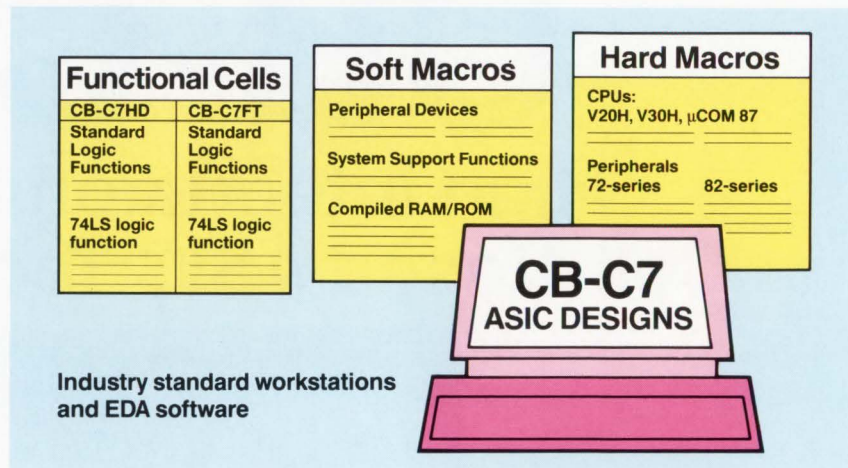 Functional Cells
CB-C7HD CB-C7FT
Standard Logic Functions
Standard Logic Functions
74LS logic function
74LS logic function
Soft Macros
Peripheral Devices
System Support Functions
Compiled RAM/ROM
Hard Macros
CPUs:
V20H, V30H, μCOM 87
Peripherals
72-series 82-series
CB-C7
ASIC DESIGNS
Industry standard workstations
and EDA software